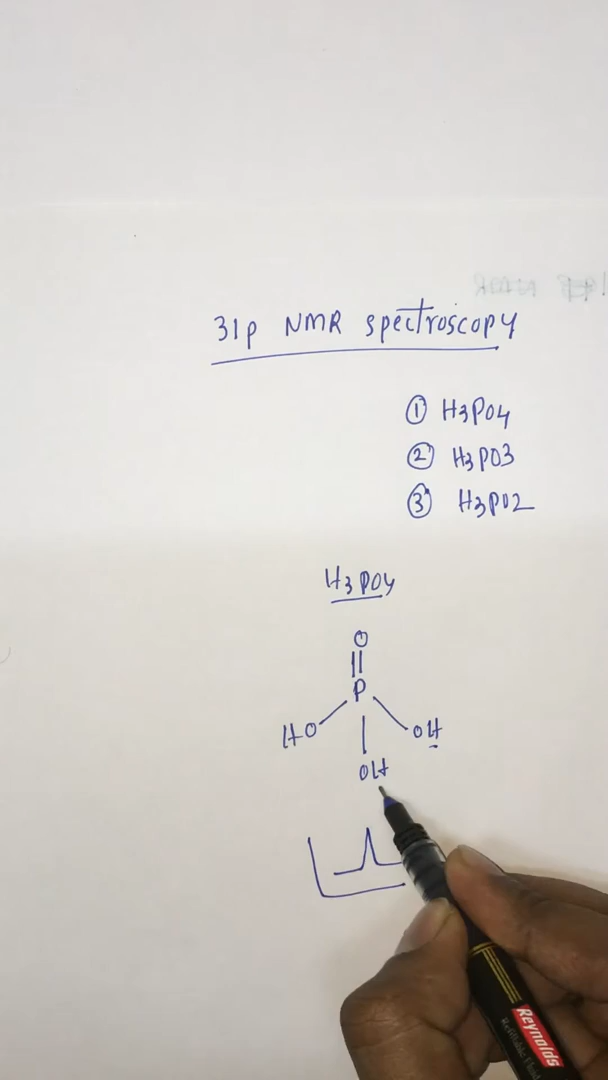 31p NMR spectroscopy
① H3PO4
② H3PO3
③ H3PO2
H3PO4
O
P
HO OH
OH
Reynolds